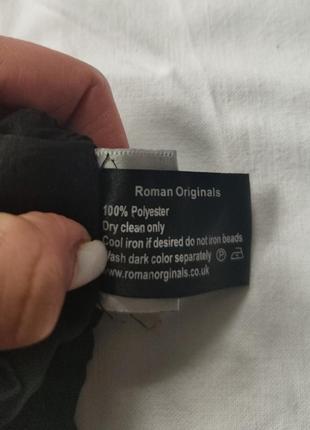 Roman Originals
100% Polyester
Dry clean only
Cool iron if desired do not iron beads
Wash dark color separately Ⓟ
www.romanorginals.co.uk